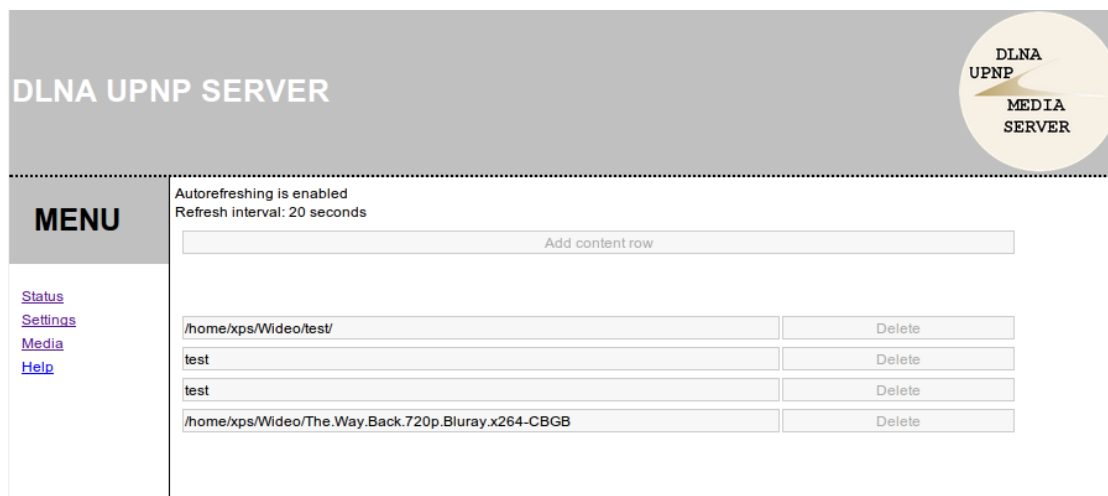 DLNA UPNP SERVER
DLNA
UPNP
MEDIA
SERVER
MENU
Status
Settings
Media
Help
Autorefreshing is enabled
Refresh interval: 20 seconds
Add content row
/home/xps/Wideo/test/ Delete
test Delete
test Delete
/home/xps/Wideo/The.Way.Back.720p.Bluray.x264-CBGB Delete